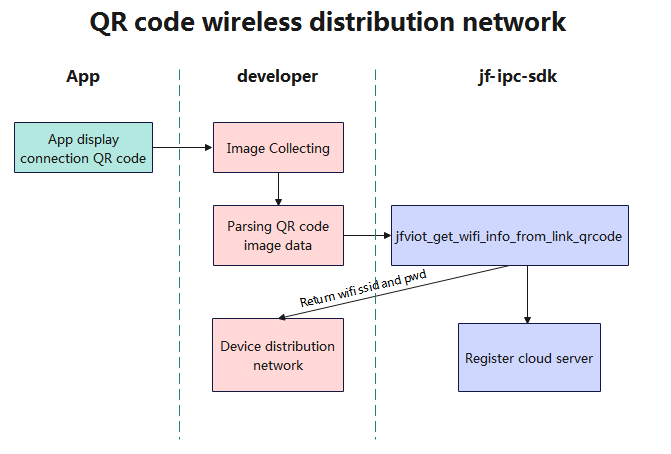 QR code wireless distribution network
App
developer
jf-ipc-sdk
App display
connection QR code
Image Collecting
Parsing QR code
image data
jfviot_get_wifi_info_from_link_qrcode
Return wifi ssid and pwd
Device distribution
network
Register cloud server